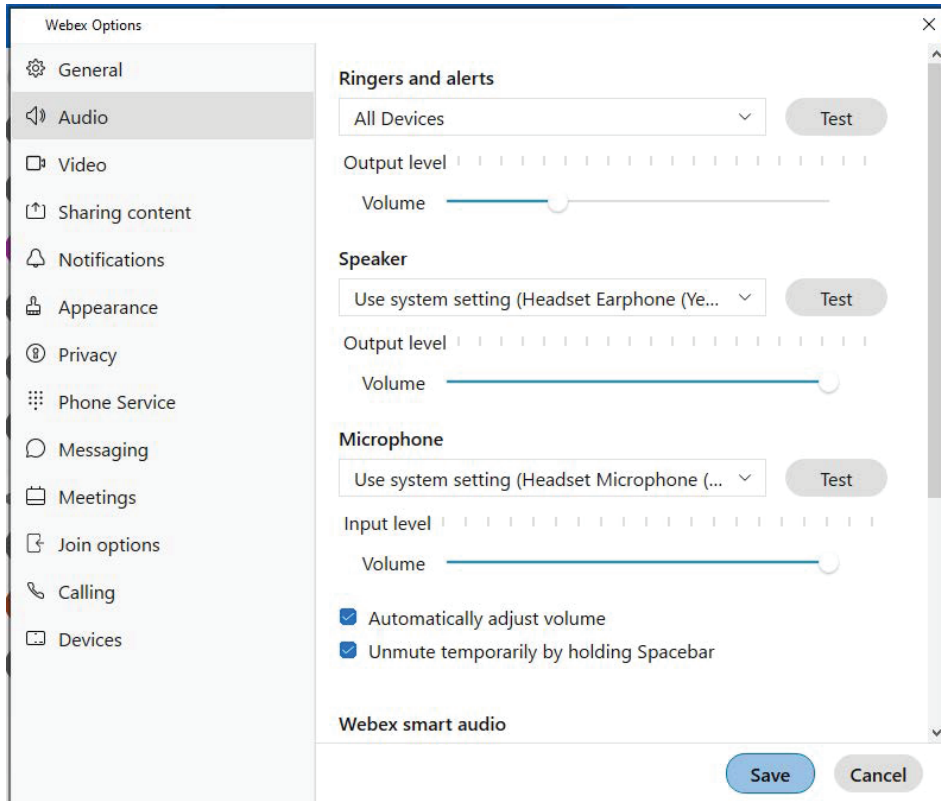 Webex Options
General
Audio
Video
Sharing content
Notifications
Appearance
Privacy
Phone Service
Messaging
Meetings
Join options
Calling
Devices
Ringers and alerts
All Devices
Test
Output level
Volume
Speaker
Use system setting (Headset Earphone (Ye...
Test
Output level
Volume
Microphone
Use system setting (Headset Microphone (...
Test
Input level
Volume
Automatically adjust volume
Unmute temporarily by holding Spacebar
Webex smart audio
Save
Cancel